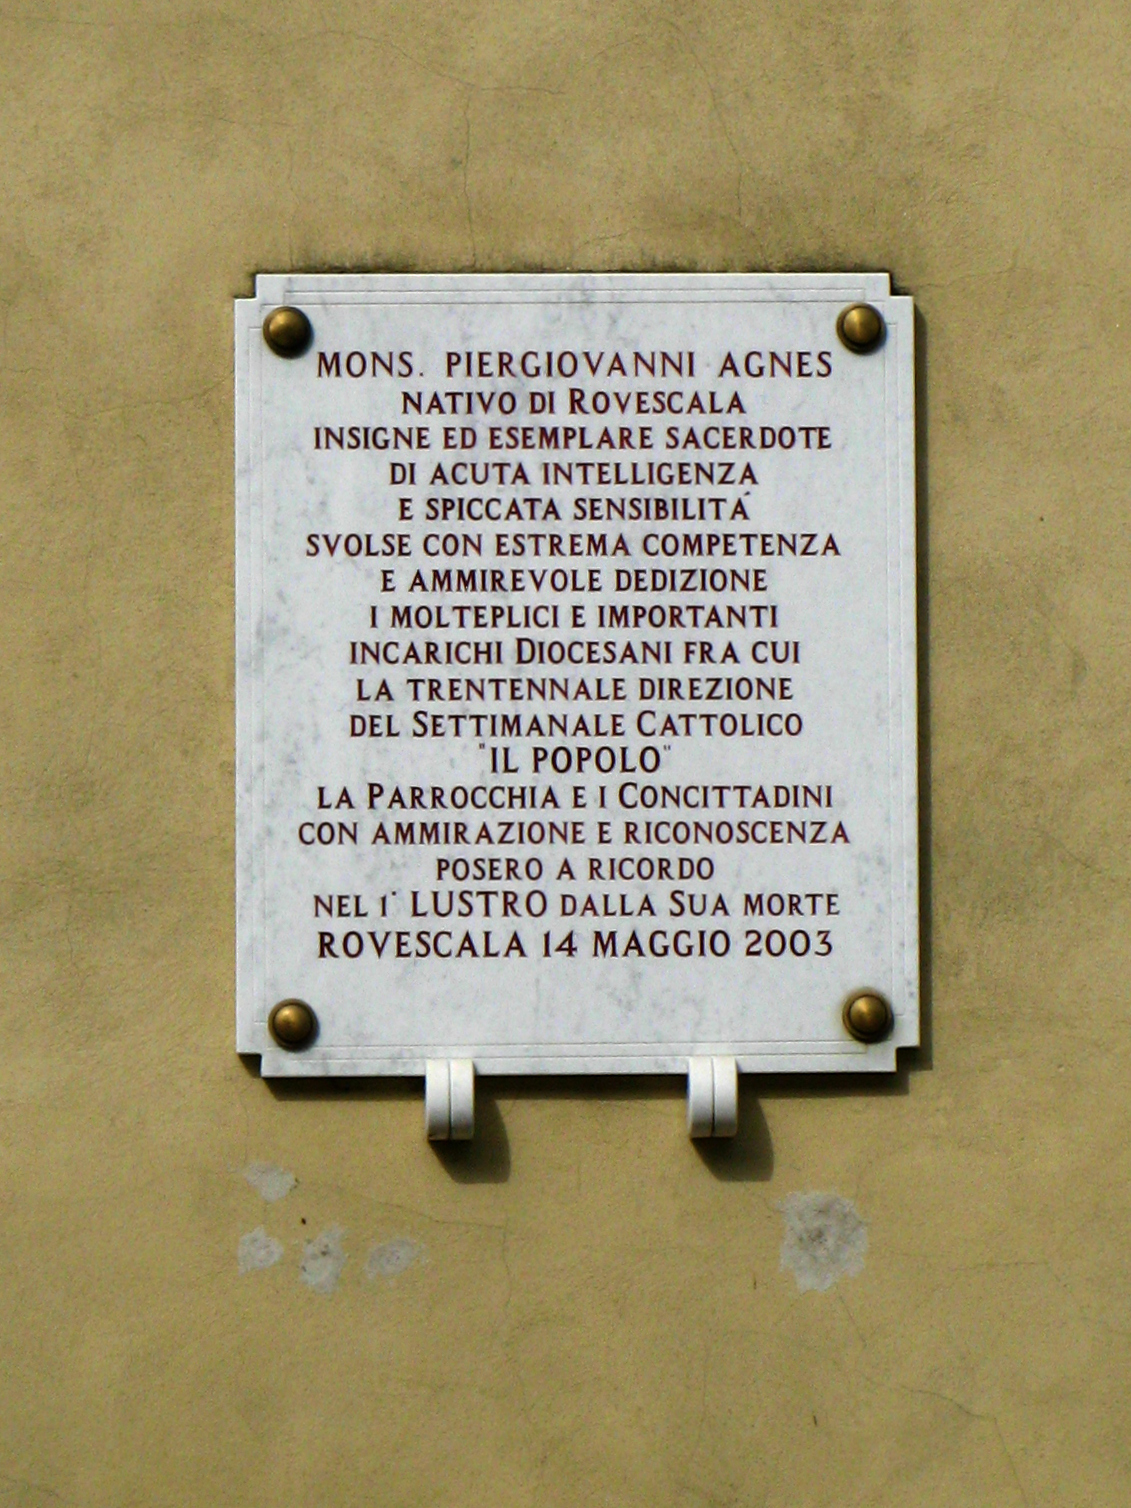 MONS. PIERGIOVANNI AGNES
NATIVO DI ROVESCALA
INSIGNE ED ESEMPLARE SACERDOTE
DI ACUTA INTELLIGENZA
E SPICCATA SENSIBILITÁ
SVOLSE CON ESTREMA COMPETENZA
E AMMIREVOLE DEDIZIONE
I MOLTEPLICI E IMPORTANTI
INCARICHI DIOCESANI FRA CUI
LA TRENTENNALE DIREZIONE
DEL SETTIMANALE CATTOLICO
"IL POPOLO"
LA PARROCCHIA E I CONCITTADINI
CON AMMIRAZIONE E RICONOSCENZA
POSERO A RICORDO
NEL 1° LUSTRO DALLA SUA MORTE
ROVESCALA 14 MAGGIO 2003